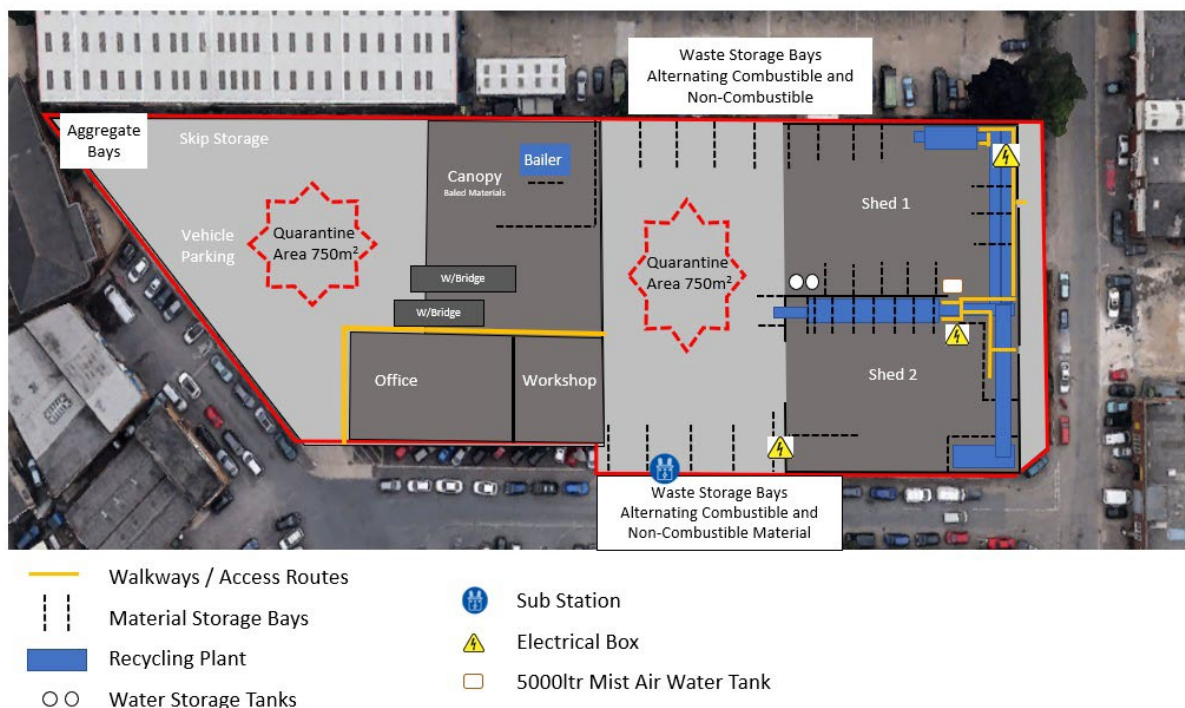 Waste Storage Bays
Alternating Combustible and
Non-Combustible
Aggregate
Bays
Skip Storage
Bailer
Canopy
Baled Materials
Shed 1
Quarantine
Area 750m²
Vehicle
Parking
Quarantine
Area 750m²
W/Bridge
W/Bridge
Office
Workshop
Shed 2
Waste Storage Bays
Alternating Combustible and
Non-Combustible Material
Walkways / Access Routes
Material Storage Bays
Recycling Plant
Water Storage Tanks
Sub Station
Electrical Box
5000ltr Mist Air Water Tank